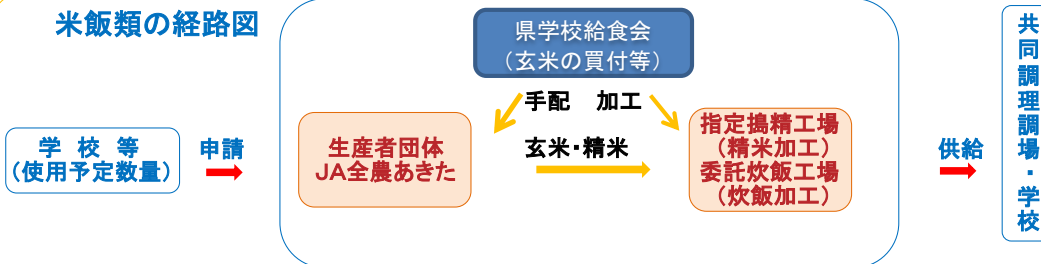 米飯類の経路図
県学校給食会
（玄米の買付等）
手配 加工
学 校 等
（使用予定数量）
申請
生産者団体
ＪＡ全農あきた
玄米・精米
指定搗精工場
（精米加工）
委託炊飯工場
（炊飯加工）
供給
共同調理調場・学校